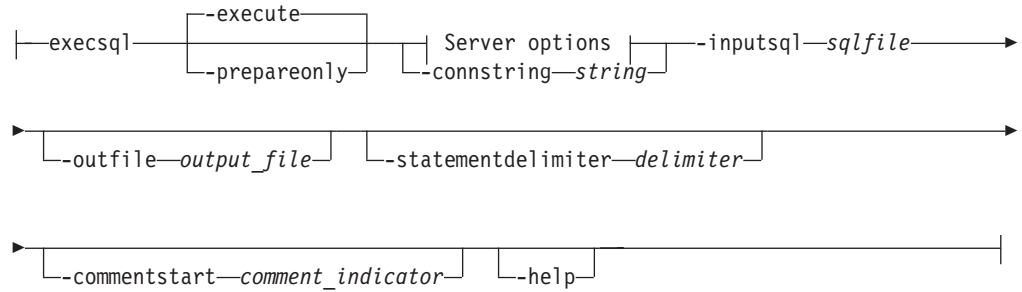 -execute
execsql Server options -inputsql sqlfile
-prepareonly -connstring string
-outfile output_file -statementdelimiter delimiter
-commentstart comment_indicator -help